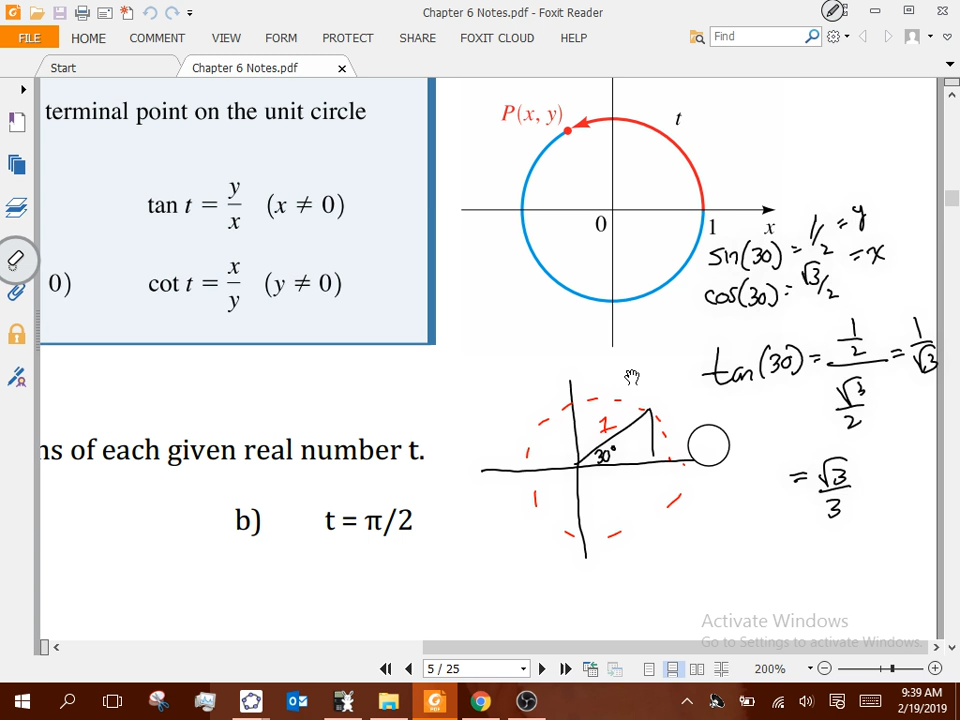 Chapter 6 Notes.pdf - Foxit Reader
FILE HOME COMMENT VIEW FORM PROTECT SHARE FOXIT CLOUD HELP Find
Start Chapter 6 Notes.pdf x
terminal point on the unit circle
P(x, y) t
tan t = y/x (x ≠ 0)
0 1 x
0) cot t = x/y (y ≠ 0)
sin(30) = 1/2 = y
cos(30) = √3/2 = x
tan(30) = (1/2)/(√3/2) = 1/√3
= √3/3
1
30°
ns of each given real number t.
b) t = π/2
Activate Windows
Go to Settings to activate Windows.
5 / 25 200%
9:39 AM
2/19/2019